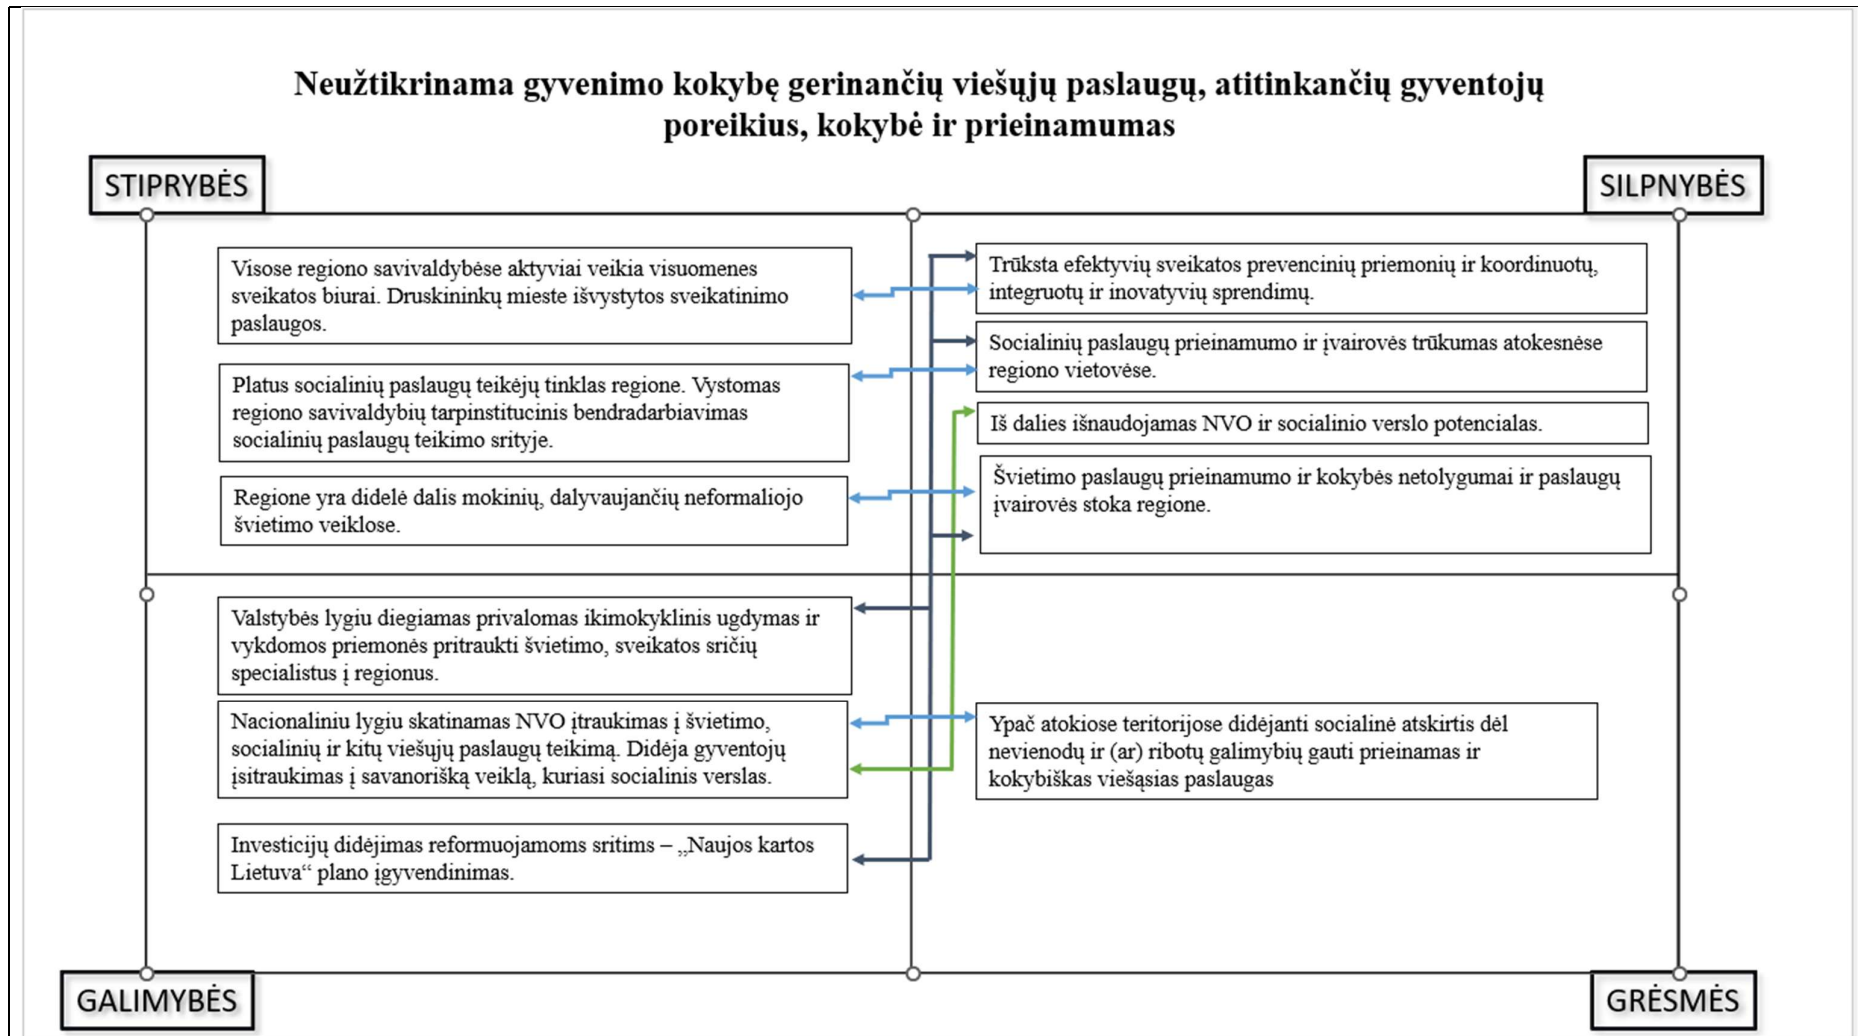 Neužtikrinama gyvenimo kokybę gerinančių viešųjų paslaugų, atitinkančių gyventojų
poreikius, kokybė ir prieinamumas
STIPRYBĖS
SILPNYBĖS
Visose regiono savivaldybėse aktyviai veikia visuomenes
sveikatos biurai. Druskininkų mieste išvystytos sveikatinimo
paslaugos.
Platus socialinių paslaugų teikėjų tinklas regione. Vystomas
regiono savivaldybių tarpinstitucinis bendradarbiavimas
socialinių paslaugų teikimo srityje.
Regione yra didelė dalis mokinių, dalyvaujančių neformaliojo
švietimo veiklose.
Trūksta efektyvių sveikatos prevencinių priemonių ir koordinuotų,
integruotų ir inovatyvių sprendimų.
Socialinių paslaugų prieinamumo ir įvairovės trūkumas atokesnėse
regiono vietovėse.
Iš dalies išnaudojamas NVO ir socialinio verslo potencialas.
Švietimo paslaugų prieinamumo ir kokybės netolygumai ir paslaugų
įvairovės stoka regione.
Valstybės lygiu diegiamas privalomas ikimokyklinis ugdymas ir
vykdomos priemonės pritraukti švietimo, sveikatos sričių
specialistus į regionus.
Nacionaliniu lygiu skatinamas NVO įtraukimas į švietimo,
socialinių ir kitų viešųjų paslaugų teikimą. Didėja gyventojų
įsitraukimas į savanorišką veiklą, kuriasi socialinis verslas.
Investicijų didėjimas reformuojamoms sritims – „Naujos kartos
Lietuva“ plano įgyvendinimas.
Ypač atokiose teritorijose didėjanti socialinė atskirtis dėl
nevienodų ir (ar) ribotų galimybių gauti prieinamas ir
kokybiškas viešąsias paslaugas
GALIMYBĖS
GRĖSMĖS